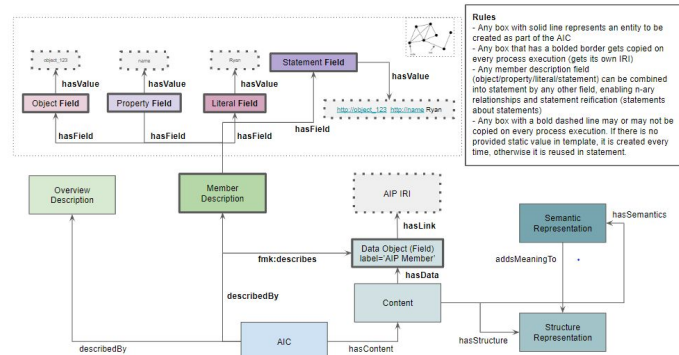 Rules
- Any box with solid line represents an entity to be
created as part of the AIC
- Any box that has a bolded border gets copied on
every process execution (gets its own IRI)
- Any member description field
(object/property/literal/statement) can be combined
into statement by any other field, enabling n-ary
relationships and statement reification (statements
about statements)
- Any box with a bold dashed line may or may not be
copied on every process execution. If there is no
provided static value in template, it is created every
time, otherwise it is reused in statement.
object_123
name
Ryan
Statement Field
hasValue
hasValue
hasValue
hasValue
Object Field
Property Field
Literal Field
http://object_123 http://name Ryan
hasField
hasField
hasField
hasField
Overview
Description
Member
Description
AIP IRI
hasLink
Semantic
Representation
hasSemantics
Data Object (Field)
label='AIP Member'
fmk:describes
addsMeaningTo
hasData
describedBy
Content
Structure
Representation
hasStructure
AIC
describedBy
hasContent